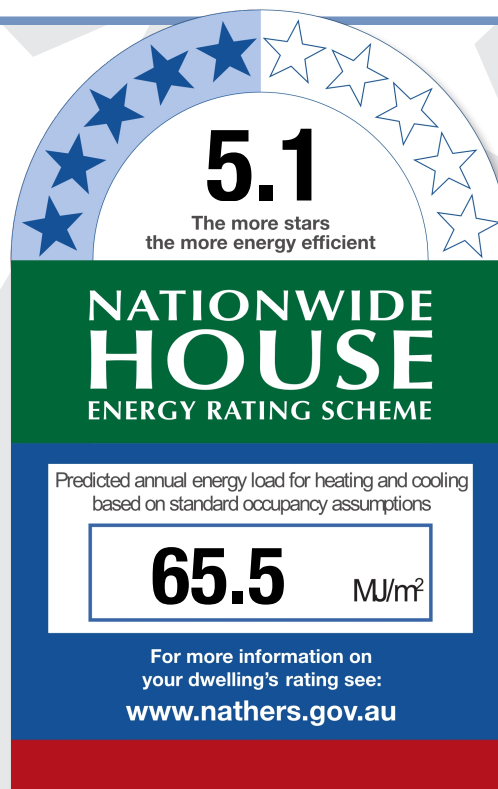 5.1
The more stars
the more energy efficient
NATIONWIDE
HOUSE
ENERGY RATING SCHEME
Predicted annual energy load for heating and cooling
based on standard occupancy assumptions
65.5 MJ/m²
For more information on
your dwelling's rating see:
www.nathers.gov.au